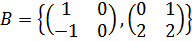 B = {(1 0 -1 0), (0 1 2 2)}